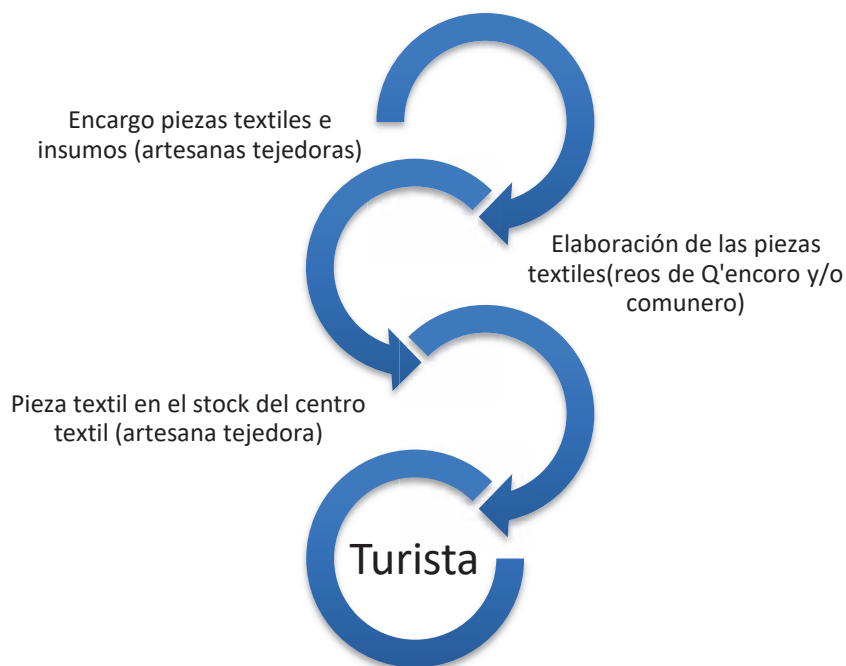 Encargo piezas textiles e
insumos (artesanas tejedoras)
Elaboración de las piezas
textiles(reos de Q'encoro y/o
comunero)
Pieza textil en el stock del centro
textil (artesana tejedora)
Turista